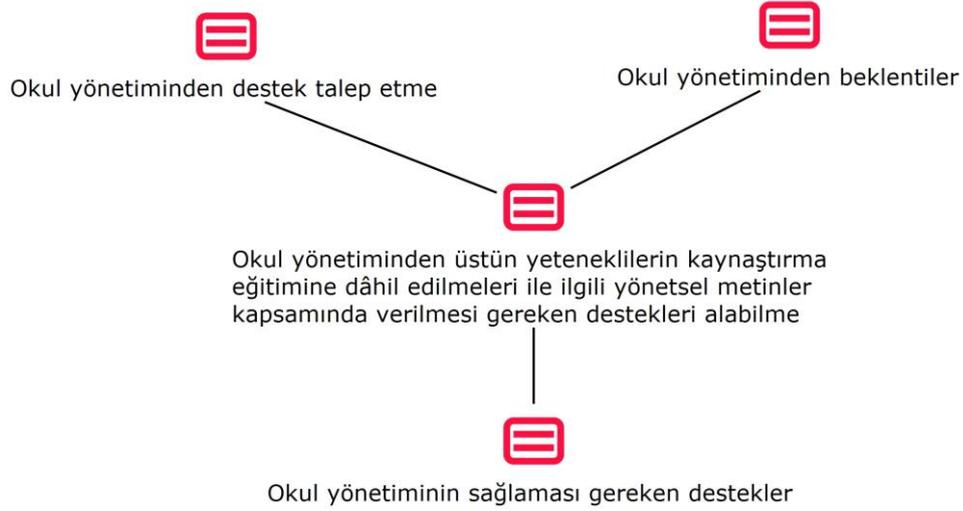 Okul yönetiminden destek talep etme
Okul yönetiminden beklentiler
Okul yönetiminden üstün yeteneklilerin kaynaştırma
eğitimine dâhil edilmeleri ile ilgili yönetsel metinler
kapsamında verilmesi gereken destekleri alabilme
Okul yönetiminin sağlaması gereken destekler